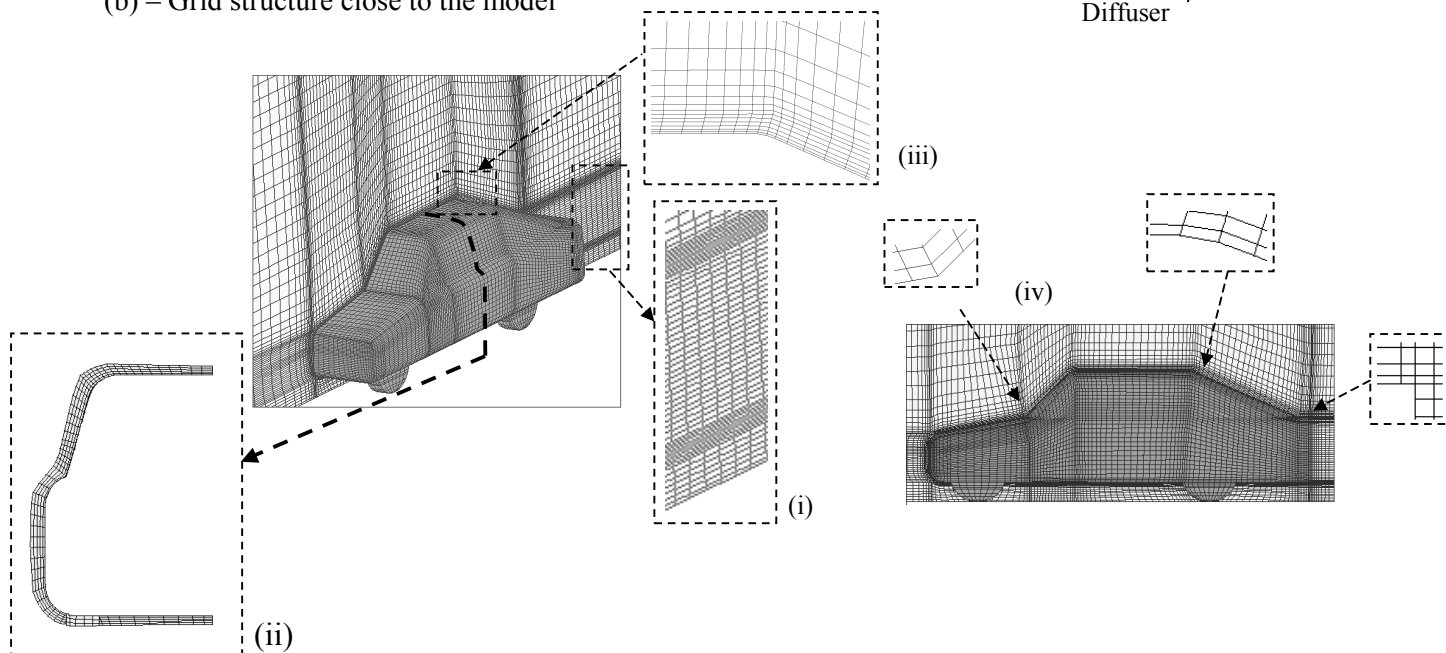 (b) – Grid structure close to the model
Diffuser
(iii)
(iv)
(i)
(ii)